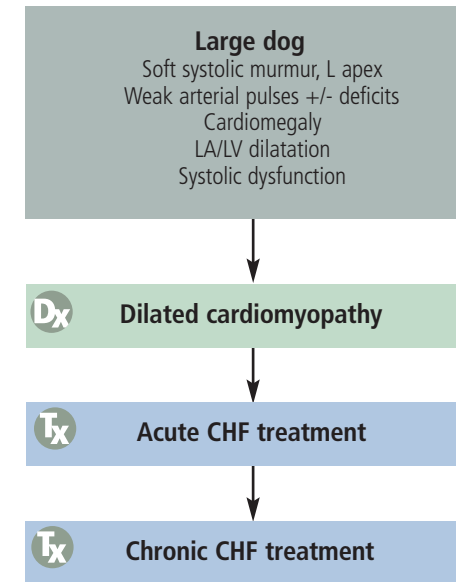 Large dog
Soft systolic murmur, L apex
Weak arterial pulses +/- deficits
Cardiomegaly
LA/LV dilatation
Systolic dysfunction
Dx Dilated cardiomyopathy
Tx Acute CHF treatment
Tx Chronic CHF treatment